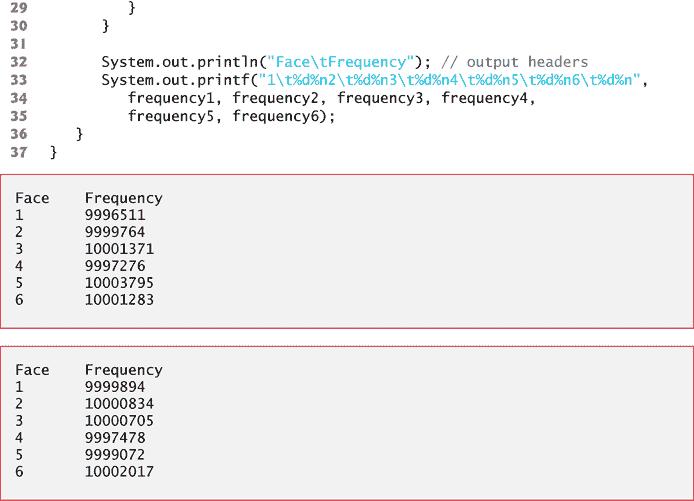 29 }
30 }
31
32 System.out.println("Face\tFrequency"); // output headers
33 System.out.printf("1\t%d%n2\t%d%n3\t%d%n4\t%d%n5\t%d%n6\t%d%n",
34 frequency1, frequency2, frequency3, frequency4,
35 frequency5, frequency6);
36 }
37 }
Face Frequency
1 9996511
2 9999764
3 10001371
4 9997276
5 10003795
6 10001283
Face Frequency
1 9999894
2 10000834
3 10000705
4 9997478
5 9999072
6 10002017